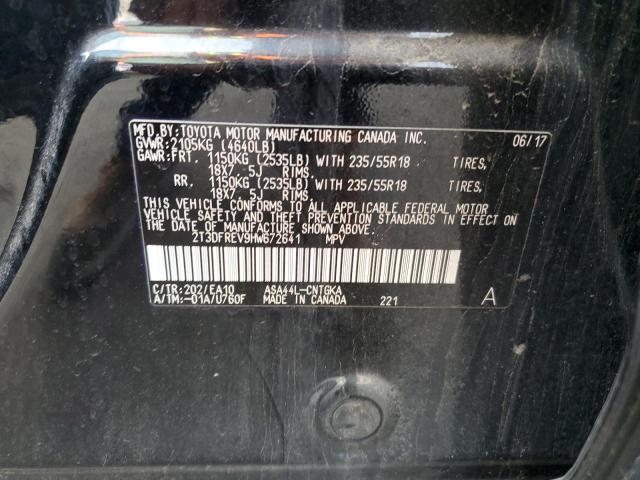 MFD.BY:TOYOTA MOTOR MANUFACTURING CANADA INC. 06/17
GVWR:2105KG (4640LB)
GAWR:FRT. 1150KG (2535LB) WITH 235/55R18 TIRES,
18X7 .5J RIMS.
RR. 1150KG (2535LB) WITH 235/55R18 TIRES,
18X7 .5J RIMS.
THIS VEHICLE CONFORMS TO ALL APPLICABLE FEDERAL MOTOR
VEHICLE SAFETY AND THEFT PREVENTION STANDARDS IN EFFECT ON
THE DATE OF MANUFACTURE SHOWN ABOVE.
2T3DFREV9HW672641 MPV
C/TR:202/EA10 ASA44L-CNTGKA
A/TM:-01A/U760F MADE IN CANADA 221 A